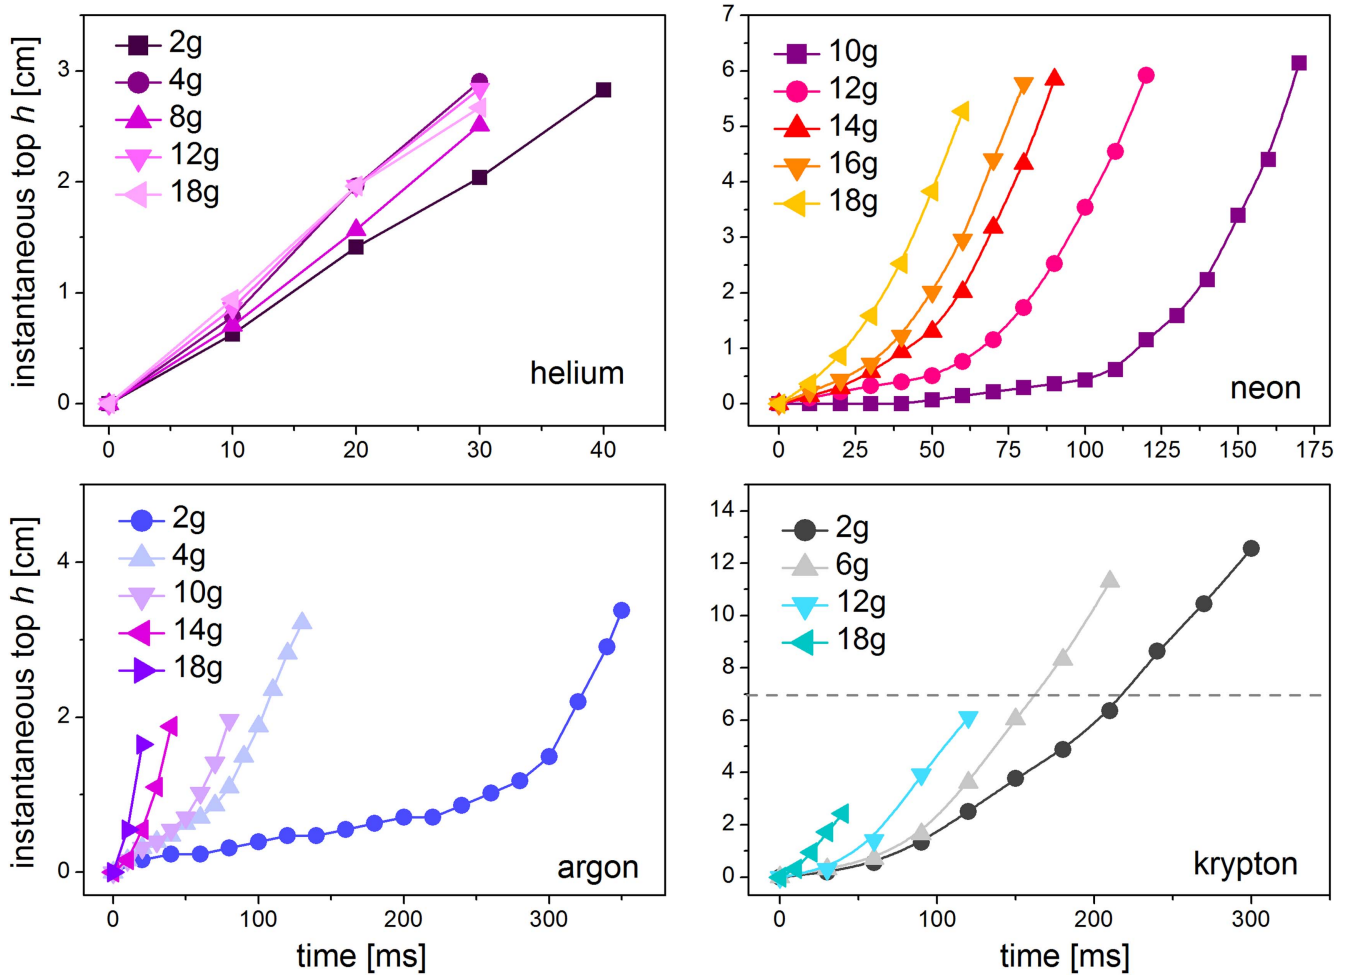 instantaneous top h [cm]
3
2
1
0
2g
4g
8g
12g
18g
helium
0
10
20
30
40
7
6
5
4
3
2
1
0
10g
12g
14g
16g
18g
neon
0
25
50
75
100
125
150
175
instantaneous top h [cm]
4
2
0
2g
4g
10g
14g
18g
argon
0
100
200
300
time [ms]
14
12
10
8
6
4
2
0
2g
6g
12g
18g
krypton
0
100
200
300
time [ms]